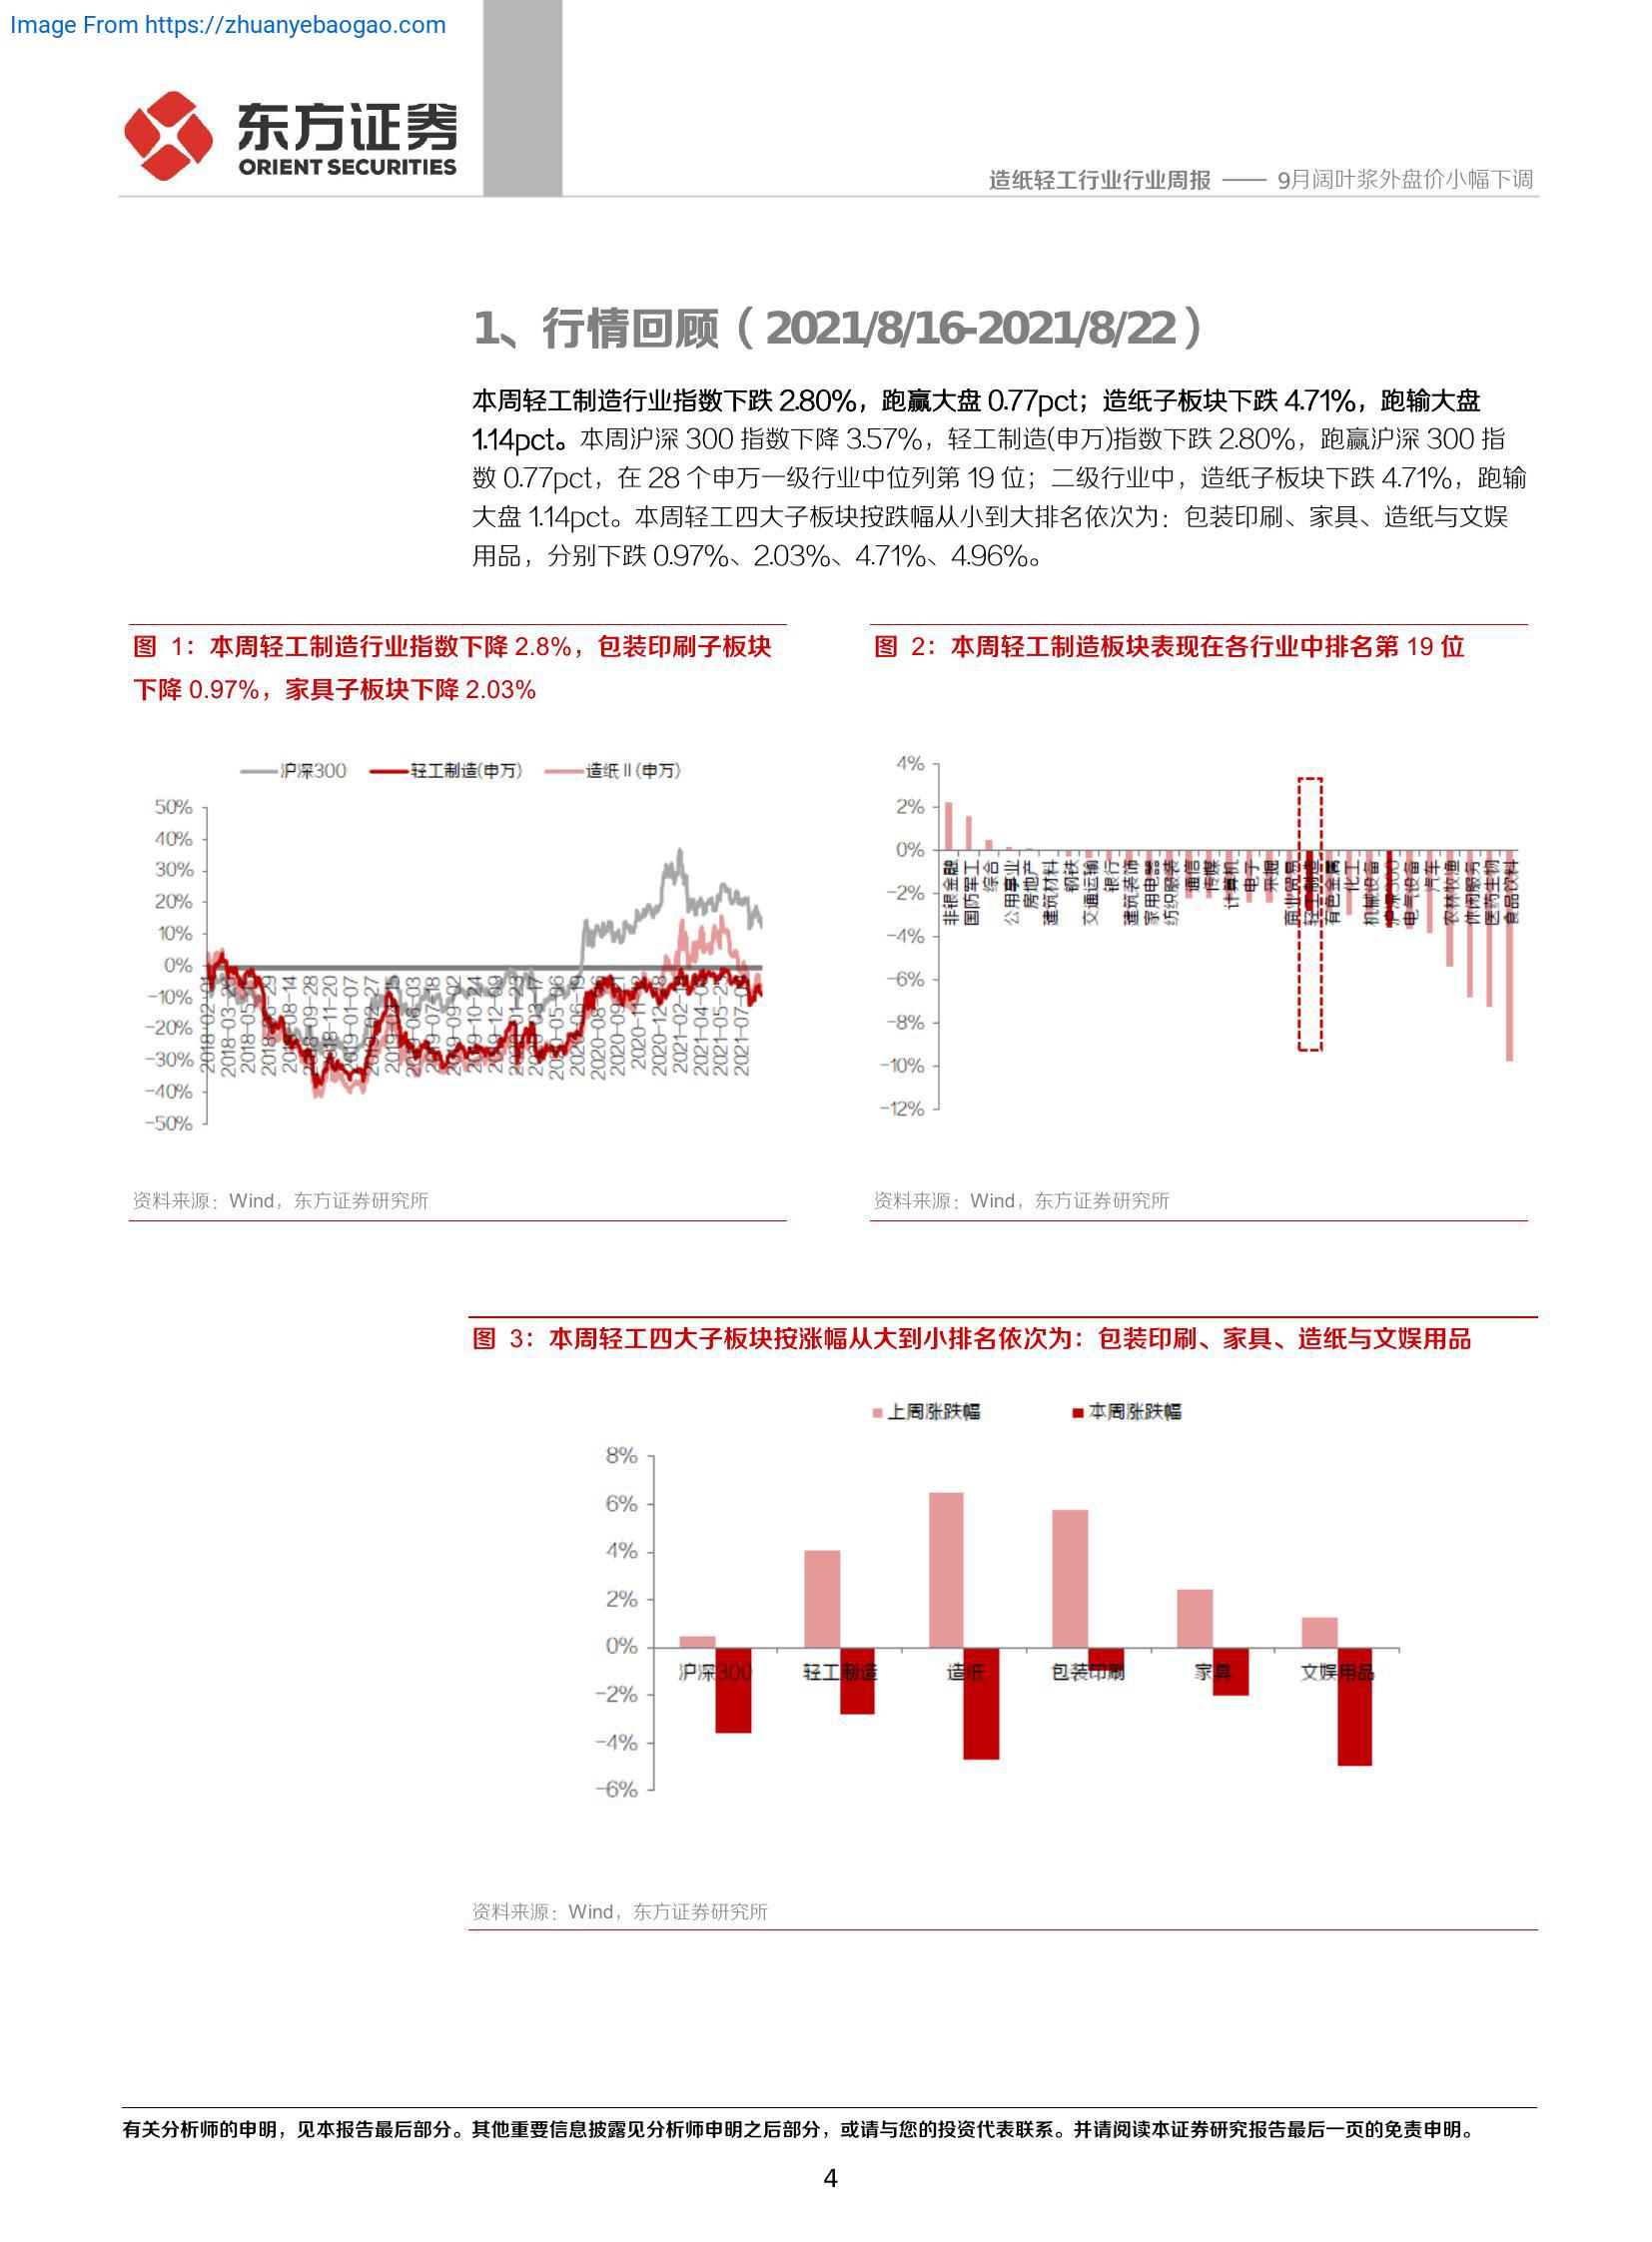 Image From https://zhuanyebaogao.com
东方证券
ORIENT SECURITIES
造纸轻工行业行业周报 —— 9月阔叶浆外盘价小幅下调
1、行情回顾（2021/8/16-2021/8/22）
本周轻工制造行业指数下跌 2.80%，跑赢大盘 0.77pct；造纸子板块下跌 4.71%，跑输大盘
1.14pct。本周沪深 300 指数下降 3.57%，轻工制造(申万)指数下跌 2.80%，跑赢沪深 300 指
数 0.77pct，在 28 个申万一级行业中位列第 19 位；二级行业中，造纸子板块下跌 4.71%，跑输
大盘 1.14pct。本周轻工四大子板块按跌幅从小到大排名依次为：包装印刷、家具、造纸与文娱
用品，分别下跌 0.97%、2.03%、4.71%、4.96%。
图 1：本周轻工制造行业指数下降 2.8%，包装印刷子板块
下降 0.97%，家具子板块下降 2.03%
沪深300 轻工制造(申万) 造纸Ⅱ(申万)
50%
40%
30%
20%
10%
0%
-10%
-20%
-30%
-40%
-50%
2018-11-20
2019-01-07
2019-07-18
2019-09-02
2019-10-24
2019-12-09
2020-05-06
资料来源：Wind，东方证券研究所
图 2：本周轻工制造板块表现在各行业中排名第 19 位
4%
2%
0%
-2%
-4%
-6%
-8%
-10%
-12%
非银金融
国防军工
综合
公用事业
房地产
建筑材料
钢铁
交通运输
银行
建筑装饰
家用电器
纺织服装
通信
传媒
计算机
电子
采掘
商业贸易
轻工制造
有色金属
化工
机械设备
沪深300
电气设备
汽车
农林牧渔
休闲服务
医药生物
食品饮料
资料来源：Wind，东方证券研究所
图 3：本周轻工四大子板块按涨幅从大到小排名依次为：包装印刷、家具、造纸与文娱用品
上周涨跌幅 本周涨跌幅
8%
6%
4%
2%
0%
-2%
-4%
-6%
沪深300 轻工制造 造纸 包装印刷 家具 文娱用品
资料来源：Wind，东方证券研究所
有关分析师的申明，见本报告最后部分。其他重要信息披露见分析师申明之后部分，或请与您的投资代表联系。并请阅读本证券研究报告最后一页的免责申明。
4